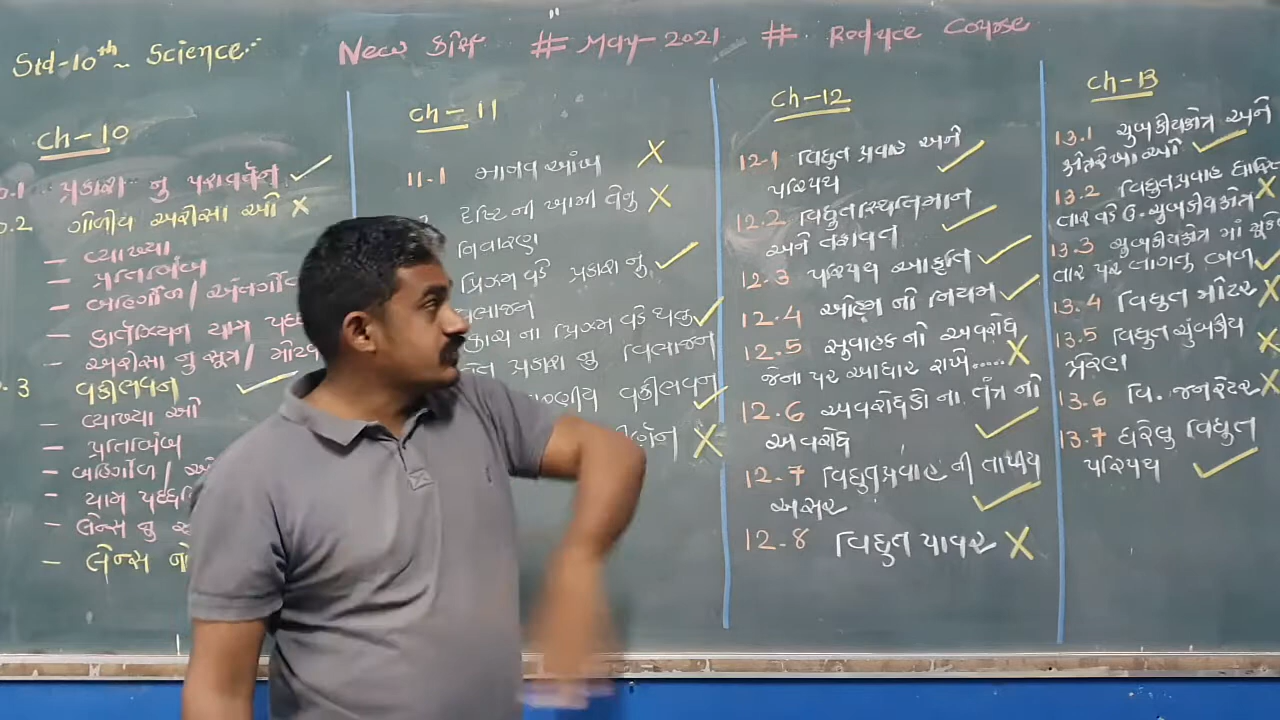 Std-10th ~ Science
New કોર્ષ # May-2021 # Reduce Course
Ch-10
પ્રકાશ નુ પરાવર્તન ✓
ગોળીય અરીસા ઓ ×
- વ્યાખ્યા
- પ્રતિબિંબ
- બહિર્ગોળ / અંતર્ગોળ
- કાર્તેઝિયન યામ
- અરીસા નુ સૂત્ર /
વક્રીભવન ✓
- વ્યાખ્યા ઓ
- પ્રતિબિંબ
- બહિર્ગોળ /
- યામ
- લેન્સ નુ
- લેન્સ નો
Ch-11
11.1 માનવ આંખ ×
દૃષ્ટિ ની ખામી તેનુ ×
નિવારણ
પ્રિઝમ વડે પ્રકાશ નુ ✓
ના પ્રિઝમ વડે થતુ ✓
પ્રકાશ નુ વિભાજન
વક્રીભવન ✓
×
Ch-12
12.1 વિદ્યુત પ્રવાહ અને ✓
પરિપથ
12.2 વિદ્યુતસ્થિતિમાન
અને તફાવત ✓
12.3 પરિપથ આકૃતિ ✓
12.4 ઓહ્મ નો નિયમ ✓
12.5 સુવાહક નો અવરોધ
જેના પર આધાર રાખે..... ×
12.6 અવરોધકો ના તંત્ર નો
અવરોધ ✓
12.7 વિદ્યુતપ્રવાહ ની તાપીય
અસર ✓
12.8 વિદ્યુત પાવર ×
Ch-13
13.1 ચુંબકીયક્ષેત્ર અને
ક્ષેત્રરેખા ઓ ✓
13.2 વિદ્યુતપ્રવાહ
તાર વડે ઉ. ચુંબકીયક્ષેત્ર ×
13.3 ચુંબકીયક્ષેત્ર માં
તાર પર લાગતુ બળ ✓
13.4 વિદ્યુત મોટર ×
13.5 વિદ્યુત ચુંબકીય ×
પ્રેરણ
13.6 વિ. જનરેટર ×
13.7 ઘરેલુ વિદ્યુત
પરિપથ ✓